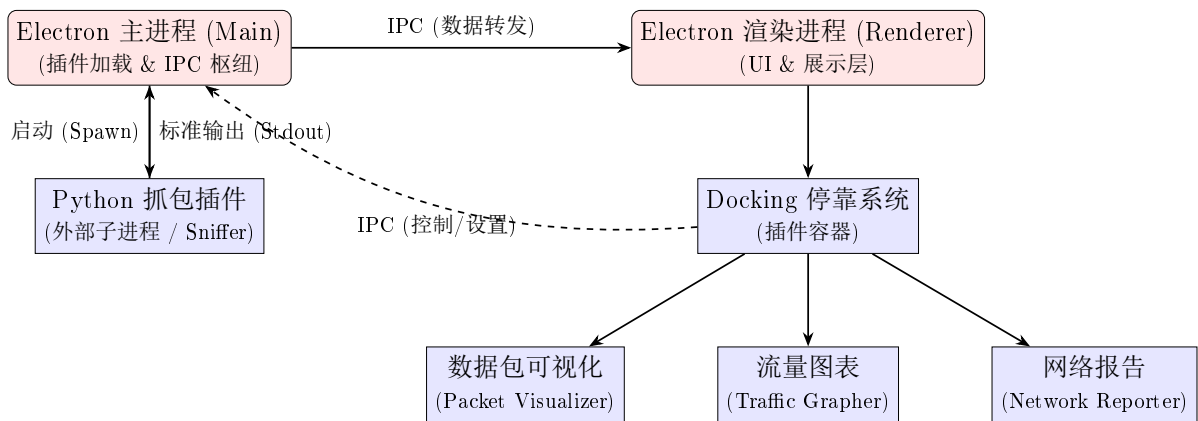 Electron 主进程 (Main)
(插件加载 & IPC 枢纽)
IPC (数据转发)
Electron 渲染进程 (Renderer)
(UI & 展示层)
启动 (Spawn)
标准输出 (Stdout)
Python 抓包插件
(外部子进程 / Sniffer)
IPC (控制/设置)
Docking 停靠系统
(插件容器)
数据包可视化
(Packet Visualizer)
流量图表
(Traffic Grapher)
网络报告
(Network Reporter)